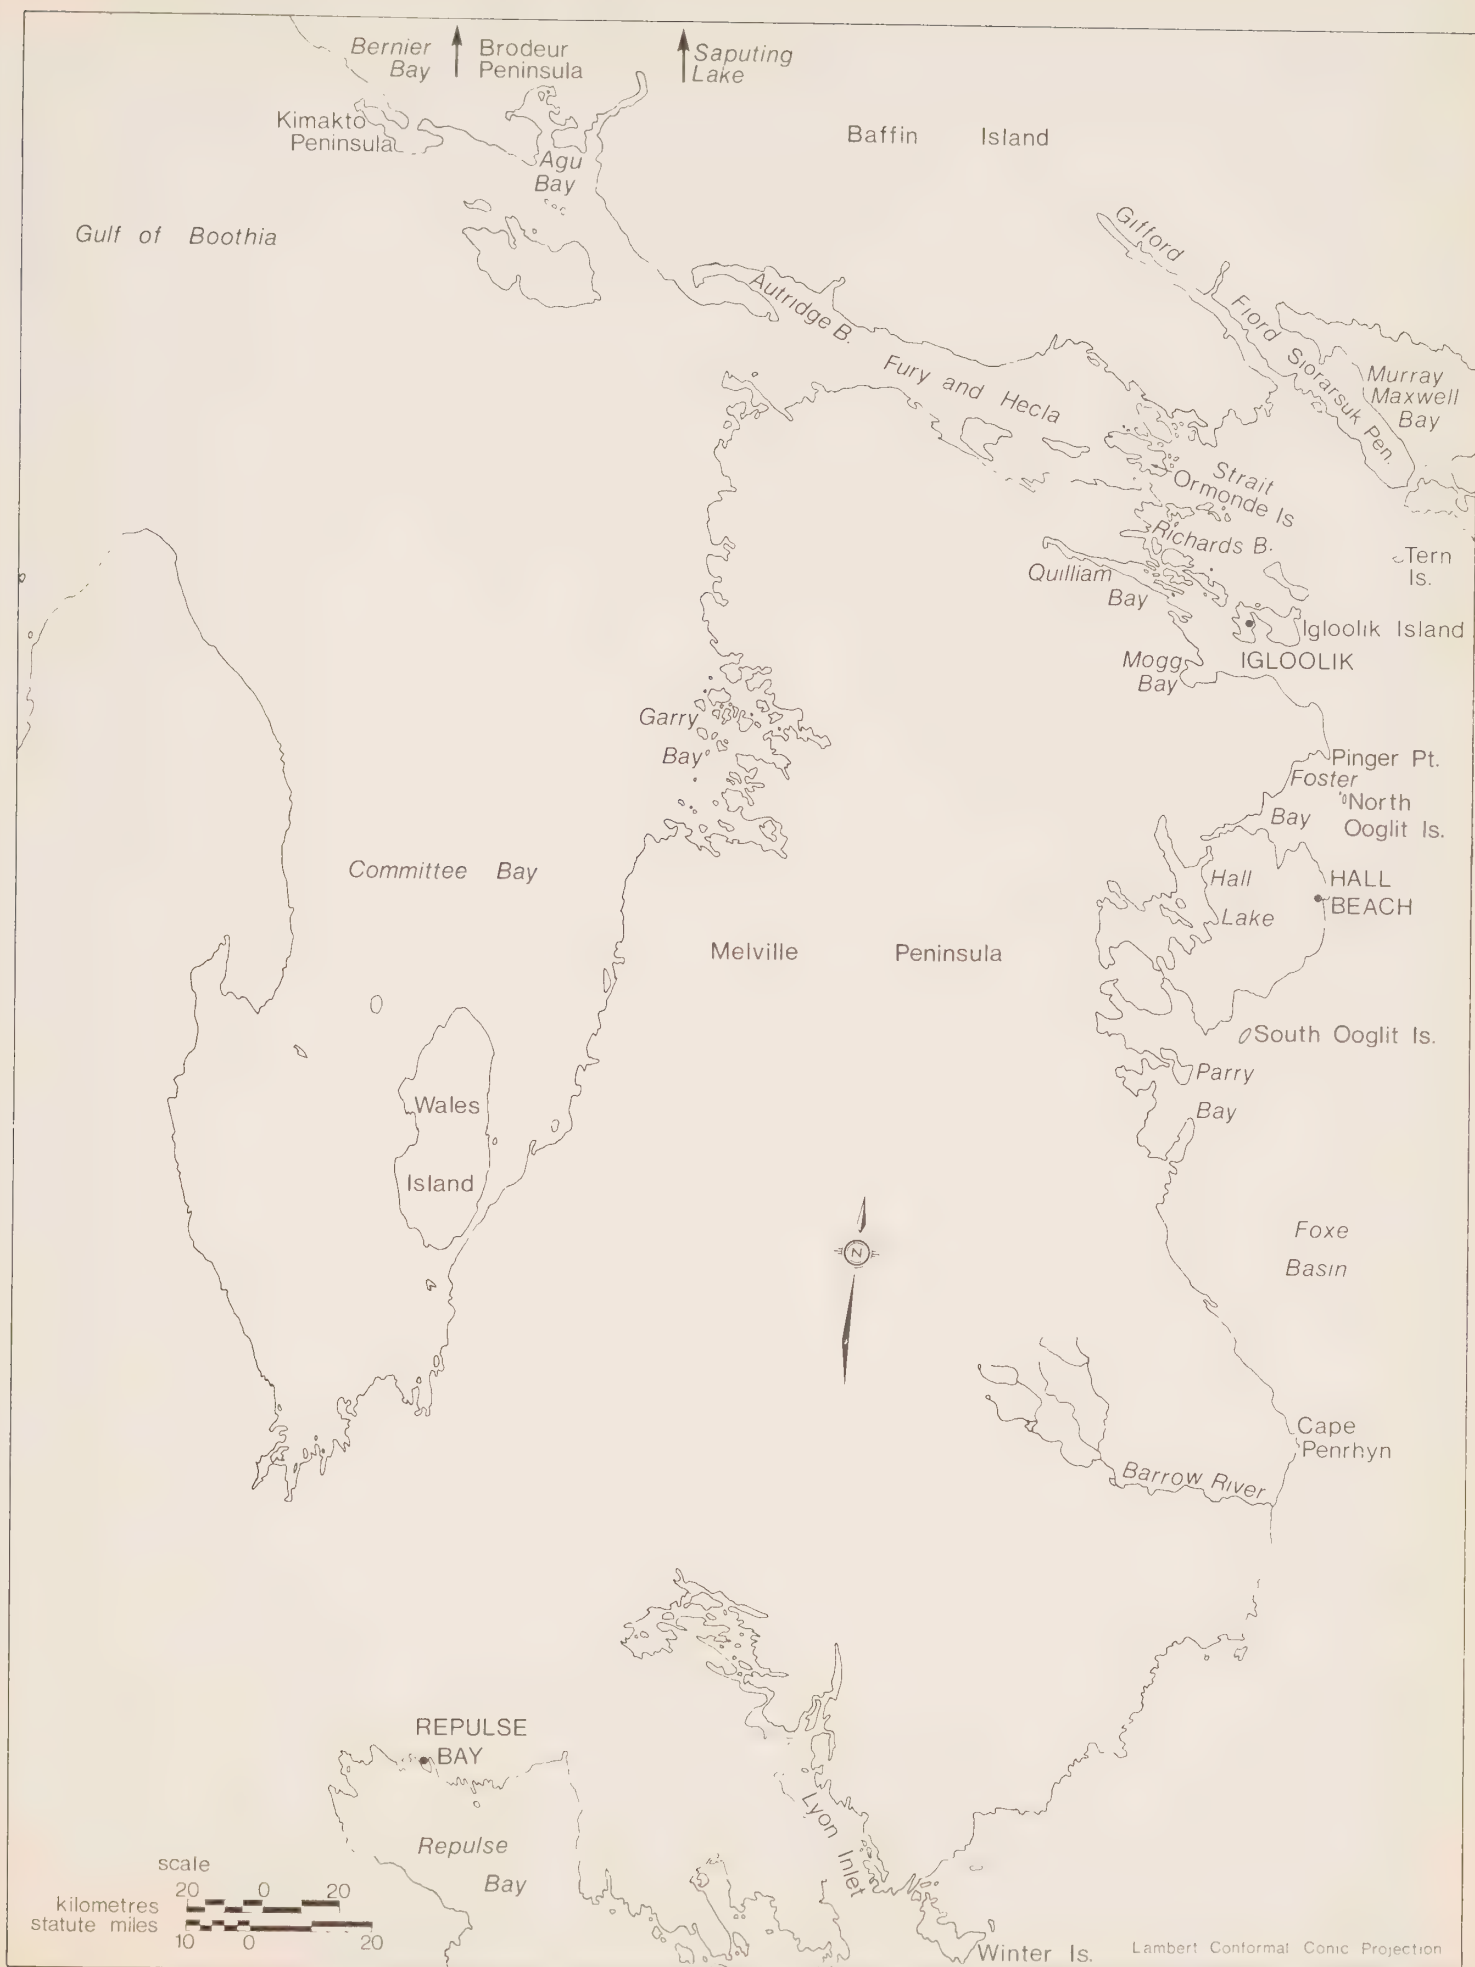 Bernier
Bay
Brodeur
Peninsula
Saputing
Lake
Kimakto
Peninsula
Agu
Bay
Baffin Island
Gulf of Boothia
Gifford
Fiord
Autridge B.
Siorarsuk Pen.
Murray
Maxwell
Bay
Fury and Hecla
Strait
Ormonde Is
Richards B.
Tern
Is.
Quilliam
Bay
Igloolik Island
IGLOOLIK
Mogg
Bay
Garry
Bay
Pinger Pt.
Foster
Bay
North
Ooglit Is.
Committee Bay
Hall
Lake
HALL
BEACH
Melville Peninsula
South Ooglit Is.
Parry
Bay
Wales
Island
Foxe
Basin
N
Cape
Penrhyn
Barrow River
REPULSE
BAY
Lyon Inlet
Repulse
Bay
scale
20 0 20
kilometres
statute miles
10 0 20
Winter Is.
Lambert Conformal Conic Projection